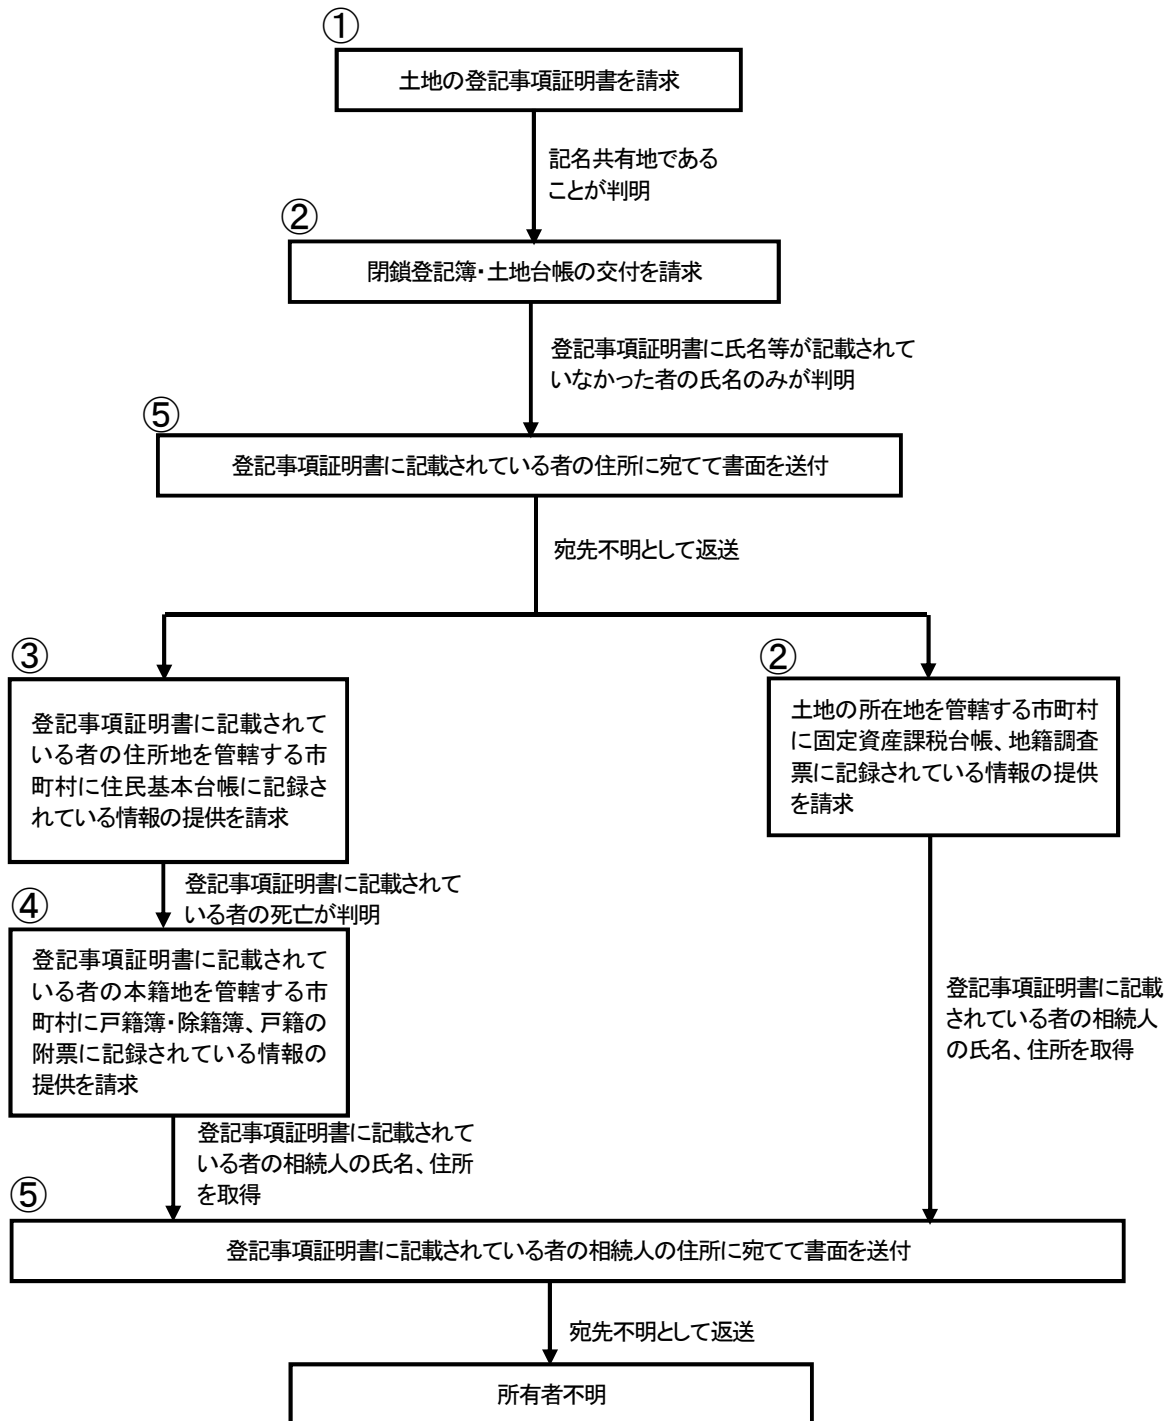 ①
土地の登記事項証明書を請求
記名共有地である
ことが判明
②
閉鎖登記簿・土地台帳の交付を請求
登記事項証明書に氏名等が記載されて
いなかった者の氏名のみが判明
⑤
登記事項証明書に記載されている者の住所に宛てて書面を送付
宛先不明として返送
③
登記事項証明書に記載されて
いる者の住所地を管轄する市
町村に住民基本台帳に記録さ
れている情報の提供を請求
②
土地の所在地を管轄する市町村
に固定資産課税台帳、地籍調査
票に記録されている情報の提供
を請求
登記事項証明書に記載されて
いる者の死亡が判明
④
登記事項証明書に記載されて
いる者の本籍地を管轄する市
町村に戸籍簿・除籍簿、戸籍の
附票に記録されている情報の
提供を請求
登記事項証明書に記載
されている者の相続人
の氏名、住所を取得
登記事項証明書に記載されて
いる者の相続人の氏名、住所
を取得
⑤
登記事項証明書に記載されている者の相続人の住所に宛てて書面を送付
宛先不明として返送
所有者不明